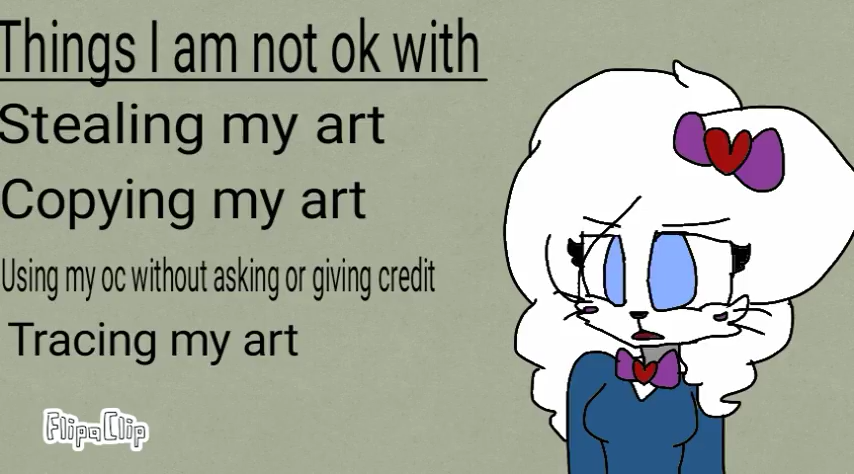 Things I am not ok with
Stealing my art
Copying my art
Using my oc without asking or giving credit
Tracing my art
FlipaClip